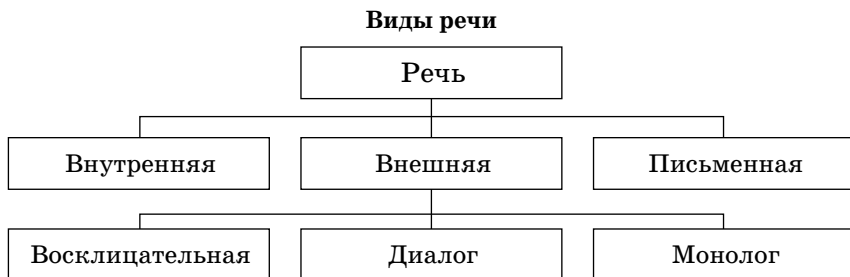 Виды речи
Речь
Внутренняя Внешняя Письменная
Восклицательная Диалог Монолог